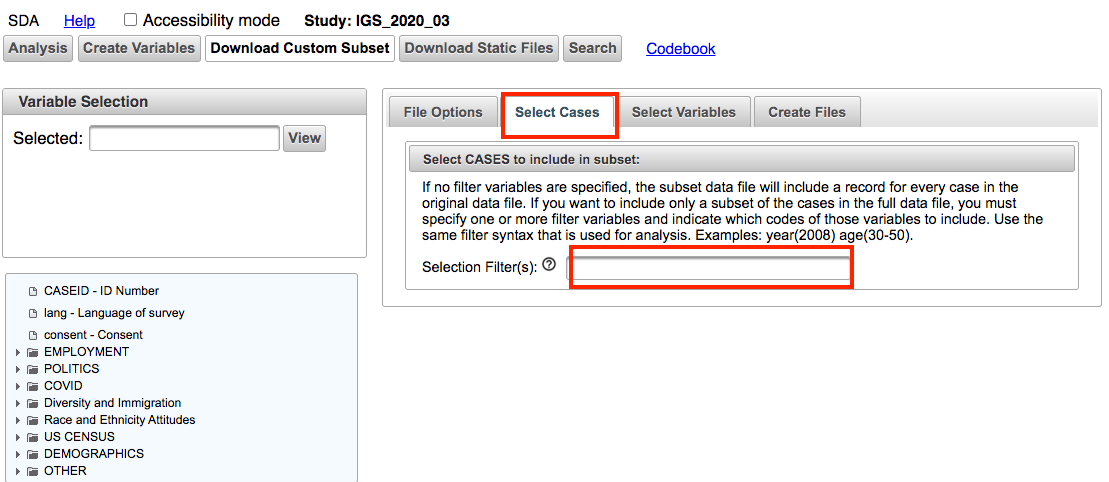 SDA Help Accessibility mode Study: IGS_2020_03
Analysis Create Variables Download Custom Subset Download Static Files Search Codebook
Variable Selection
Selected: View
CASEID - ID Number
lang - Language of survey
consent - Consent
EMPLOYMENT
POLITICS
COVID
Diversity and Immigration
Race and Ethnicity Attitudes
US CENSUS
DEMOGRAPHICS
OTHER
File Options Select Cases Select Variables Create Files
Select CASES to include in subset:
If no filter variables are specified, the subset data file will include a record for every case in the
original data file. If you want to include only a subset of the cases in the full data file, you must
specify one or more filter variables and indicate which codes of those variables to include. Use the
same filter syntax that is used for analysis. Examples: year(2008) age(30-50).
Selection Filter(s): ?